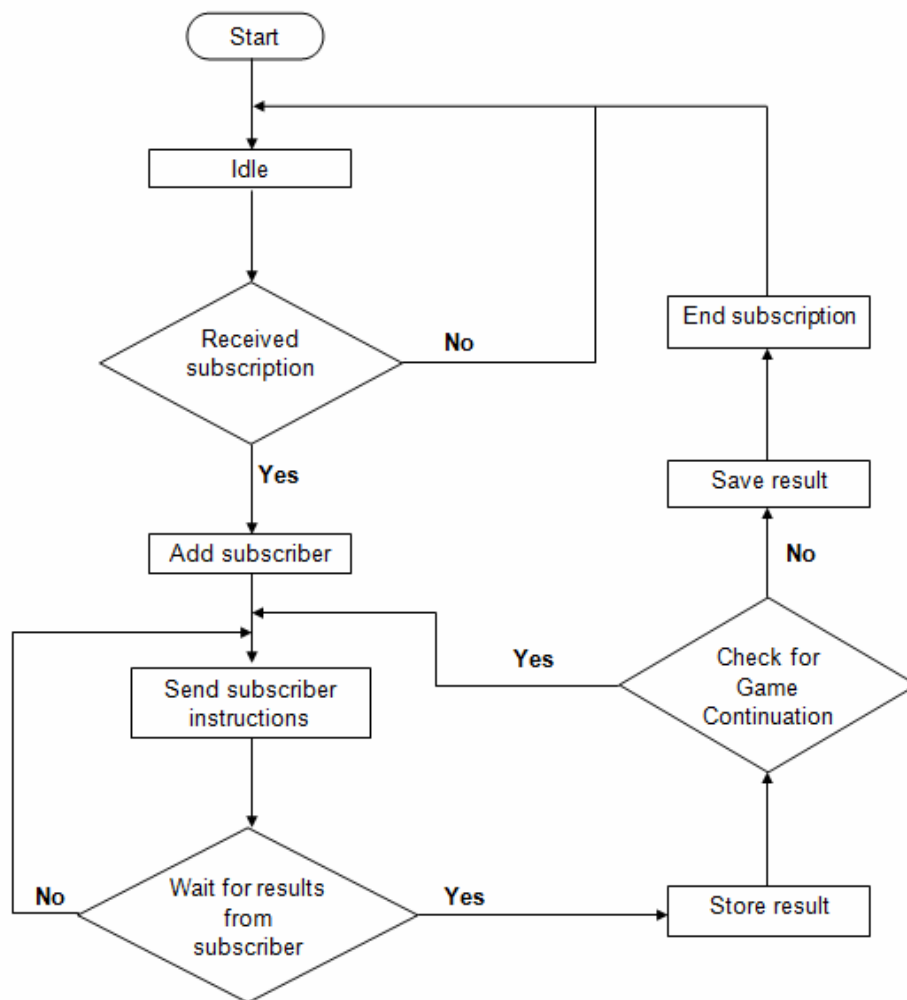 Start
Idle
Received
subscription
No
Yes
Add subscriber
Send subscriber
instructions
Wait for results
from
subscriber
No
Yes
Store result
Check for
Game
Continuation
Yes
No
Save result
End subscription